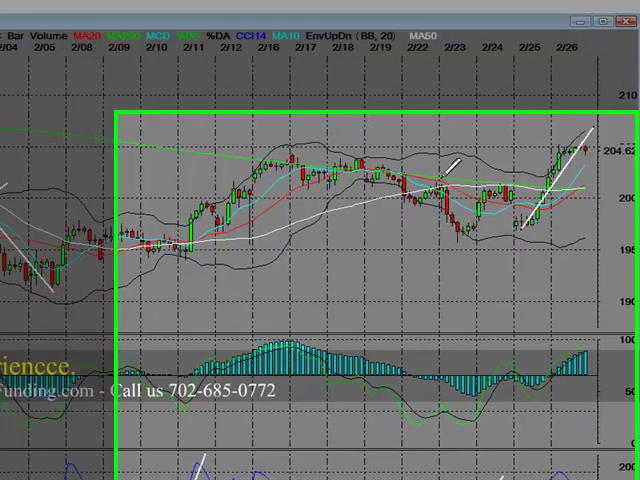 C Bar Volume MA20 MA200 MCD %DS %DA CCI14 MA10 EnvUpDn (BB, 20) MA50
2/04 2/05 2/08 2/09 2/10 2/11 2/12 2/16 2/17 2/18 2/19 2/22 2/23 2/24 2/25 2/26
210
204.62
200
195
190
100
riencce.
Funding.com - Call us 702-685-0772
50
0
200